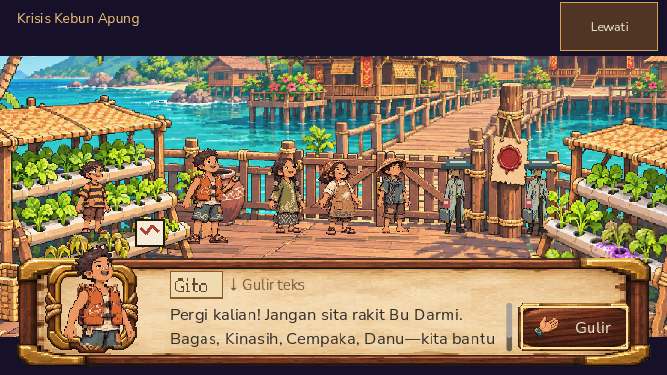 Krisis Kebun Apung
Lewati
Gito
↓ Gulir teks
Pergi kalian! Jangan sita rakit Bu Darmi.
Bagas, Kinasih, Cempaka, Danu—kita bantu
Gulir